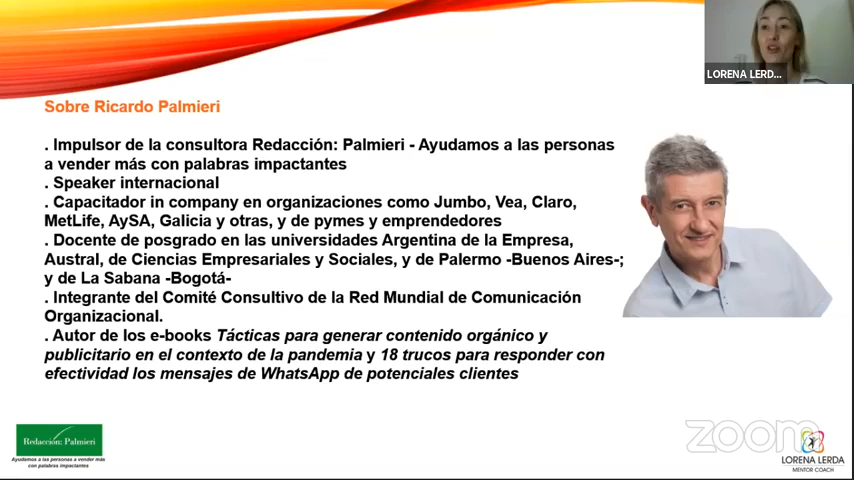 LORENA LERD...
Sobre Ricardo Palmieri
. Impulsor de la consultora Redacción: Palmieri - Ayudamos a las personas
a vender más con palabras impactantes
. Speaker internacional
. Capacitador in company en organizaciones como Jumbo, Vea, Claro,
MetLife, AySA, Galicia y otras, y de pymes y emprendedores
. Docente de posgrado en las universidades Argentina de la Empresa,
Austral, de Ciencias Empresariales y Sociales, y de Palermo -Buenos Aires-;
y de La Sabana -Bogotá-
. Integrante del Comité Consultivo de la Red Mundial de Comunicación
Organizacional.
. Autor de los e-books Tácticas para generar contenido orgánico y
publicitario en el contexto de la pandemia y 18 trucos para responder con
efectividad los mensajes de WhatsApp de potenciales clientes
Redacción: Palmieri
Ayudamos a las personas a vender más
con palabras impactantes
zoom
LORENA LERDA
MENTOR COACH